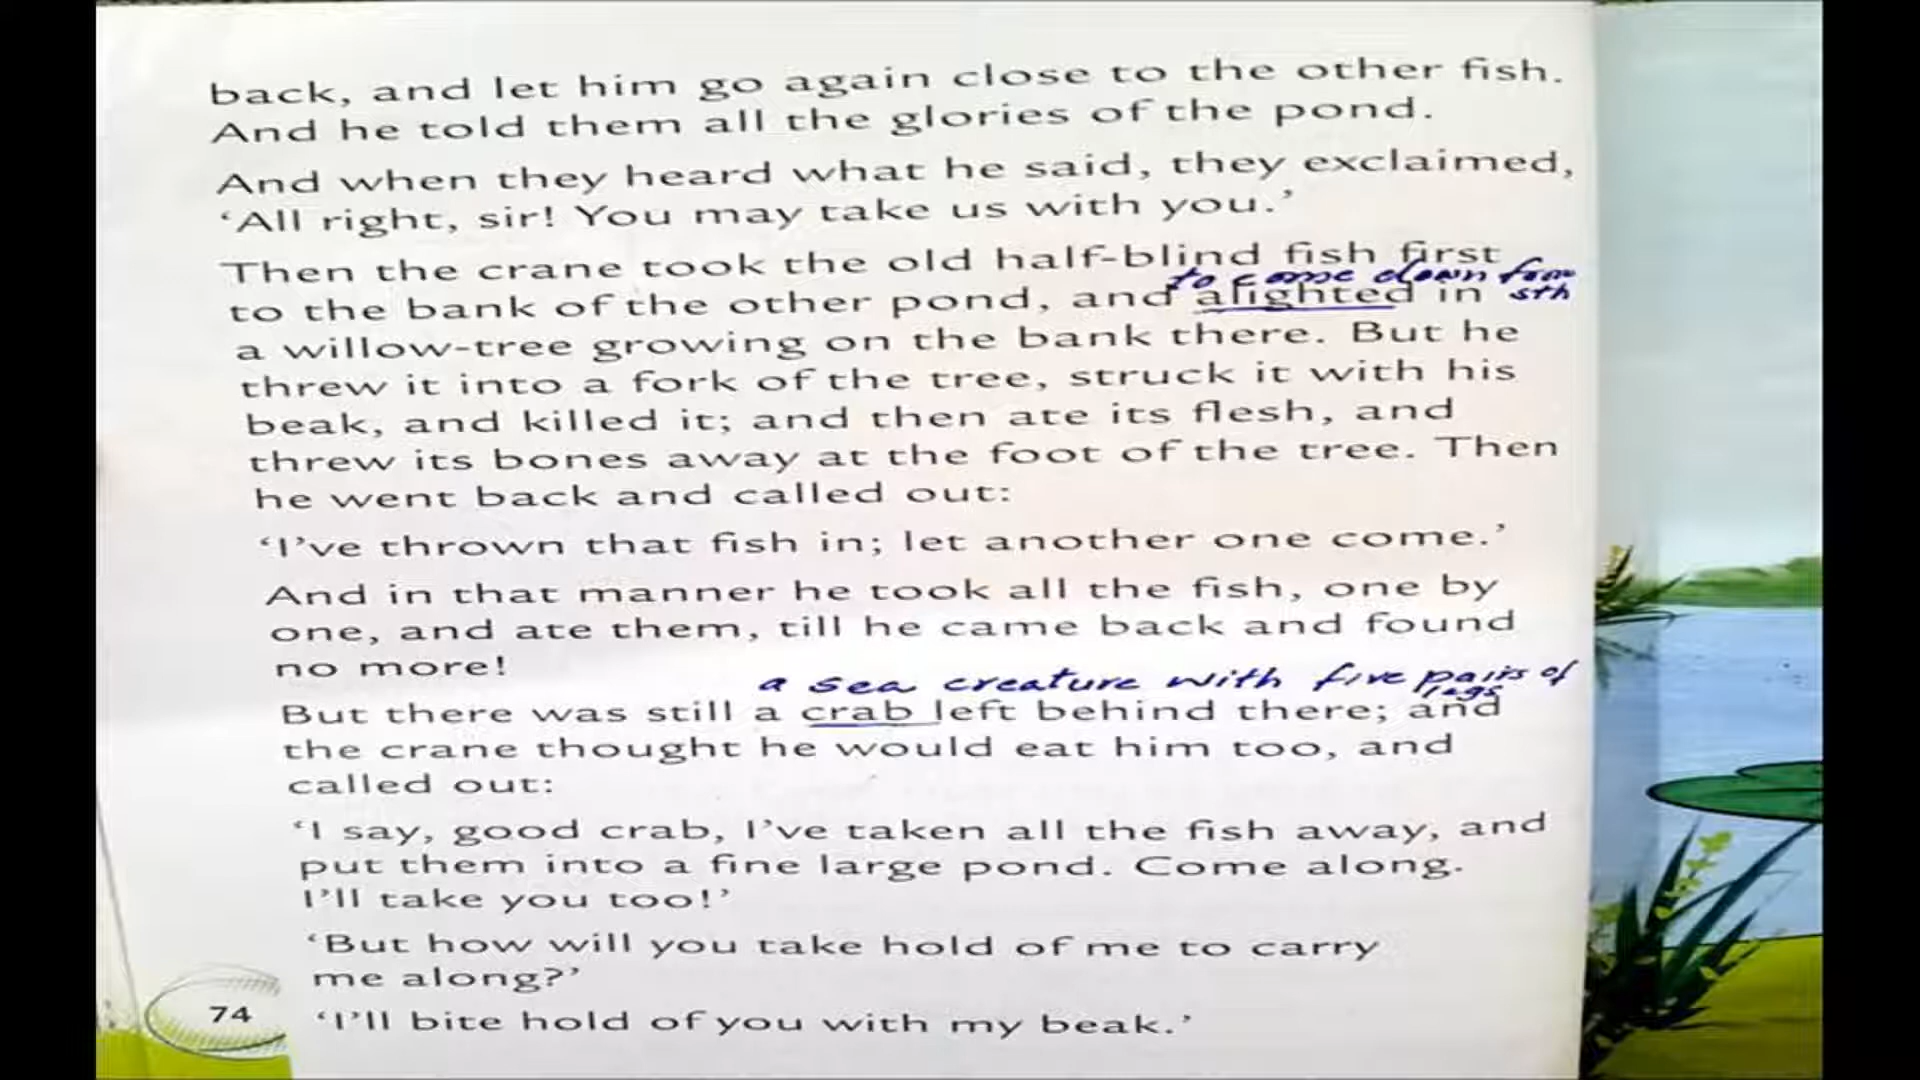 back, and let him go again close to the other fish.
And he told them all the glories of the pond.
And when they heard what he said, they exclaimed,
‘All right, sir! You may take us with you.’
Then the crane took the old half-blind fish first
to come down from
to the bank of the other pond, and alighted in sth
a willow-tree growing on the bank there. But he
threw it into a fork of the tree, struck it with his
beak, and killed it; and then ate its flesh, and
threw its bones away at the foot of the tree. Then
he went back and called out:
‘I’ve thrown that fish in; let another one come.’
And in that manner he took all the fish, one by
one, and ate them, till he came back and found
no more!
a sea creature with five pairs of
legs
But there was still a crab left behind there; and
the crane thought he would eat him too, and
called out:
‘I say, good crab, I’ve taken all the fish away, and
put them into a fine large pond. Come along.
I’ll take you too!’
‘But how will you take hold of me to carry
me along?’
‘I’ll bite hold of you with my beak.’
74